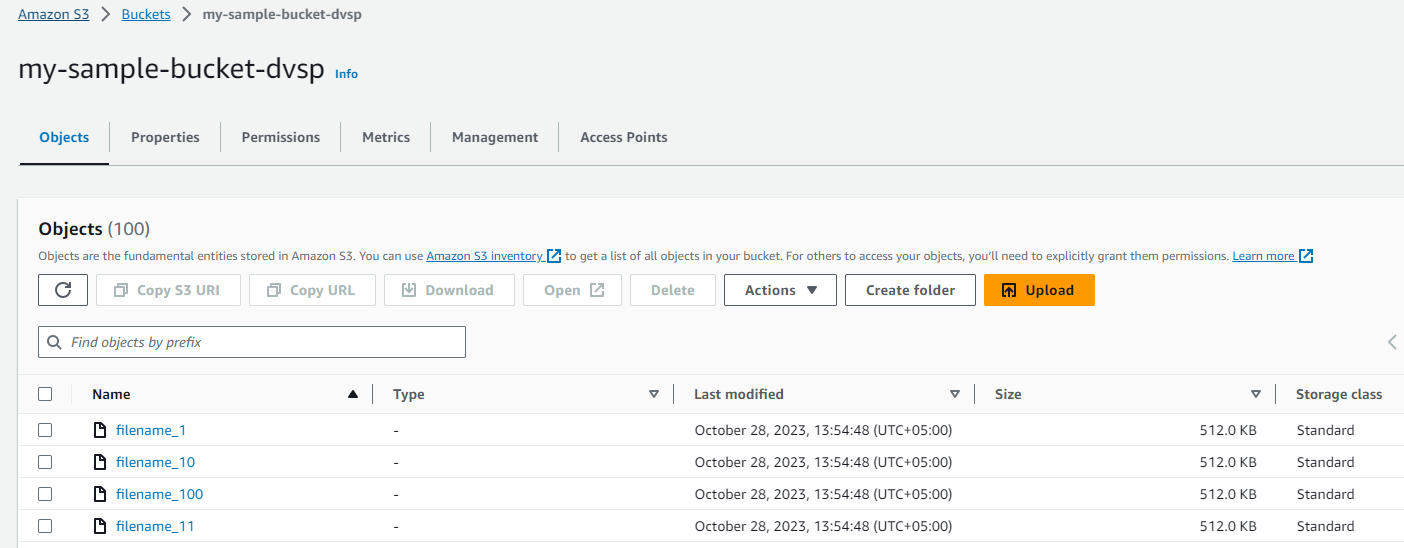 Amazon S3 > Buckets > my-sample-bucket-dvsp
my-sample-bucket-dvsp Info
Objects Properties Permissions Metrics Management Access Points
Objects (100)
Objects are the fundamental entities stored in Amazon S3. You can use Amazon S3 inventory to get a list of all objects in your bucket. For others to access your objects, you'll need to explicitly grant them permissions. Learn more
Copy S3 URI Copy URL Download Open Delete Actions Create folder Upload
Find objects by prefix
Name Type Last modified Size Storage class
filename_1 - October 28, 2023, 13:54:48 (UTC+05:00) 512.0 KB Standard
filename_10 - October 28, 2023, 13:54:48 (UTC+05:00) 512.0 KB Standard
filename_100 - October 28, 2023, 13:54:48 (UTC+05:00) 512.0 KB Standard
filename_11 - October 28, 2023, 13:54:48 (UTC+05:00) 512.0 KB Standard